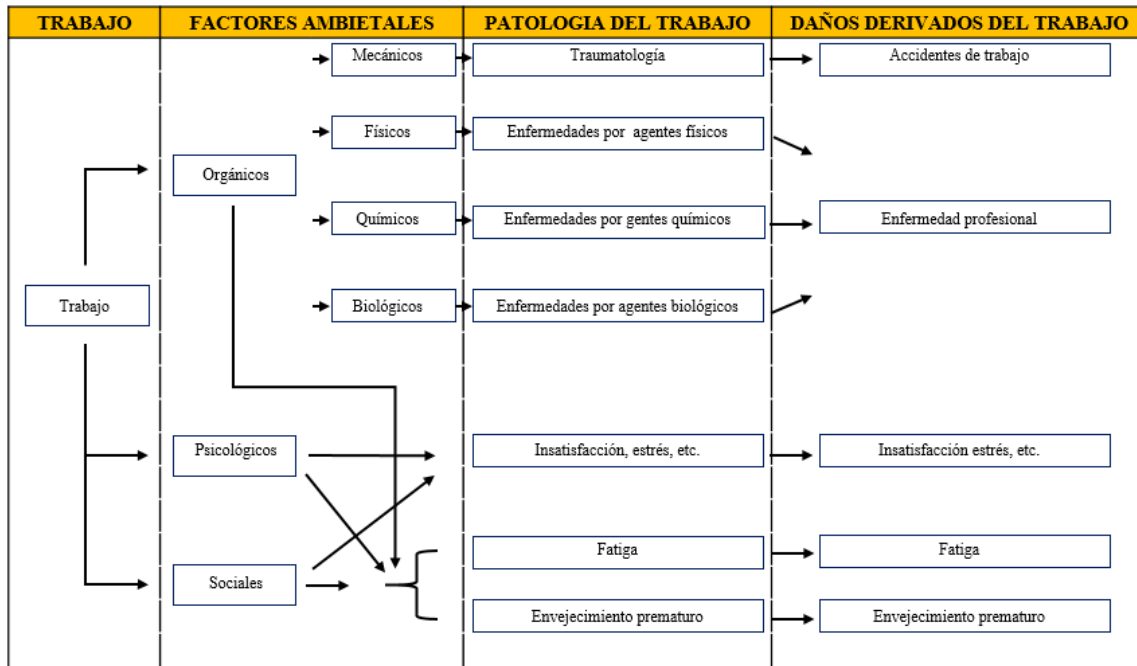 TRABAJO
FACTORES AMBIETALES
PATOLOGIA DEL TRABAJO
DAÑOS DERIVADOS DEL TRABAJO
Mecánicos
Traumatología
Accidentes de trabajo
Físicos
Enfermedades por agentes físicos
Orgánicos
Químicos
Enfermedades por gentes químicos
Enfermedad profesional
Trabajo
Biológicos
Enfermedades por agentes biológicos
Psicológicos
Insatisfacción, estrés, etc.
Insatisfacción estrés, etc.
Fatiga
Fatiga
Sociales
Envejecimiento prematuro
Envejecimiento prematuro